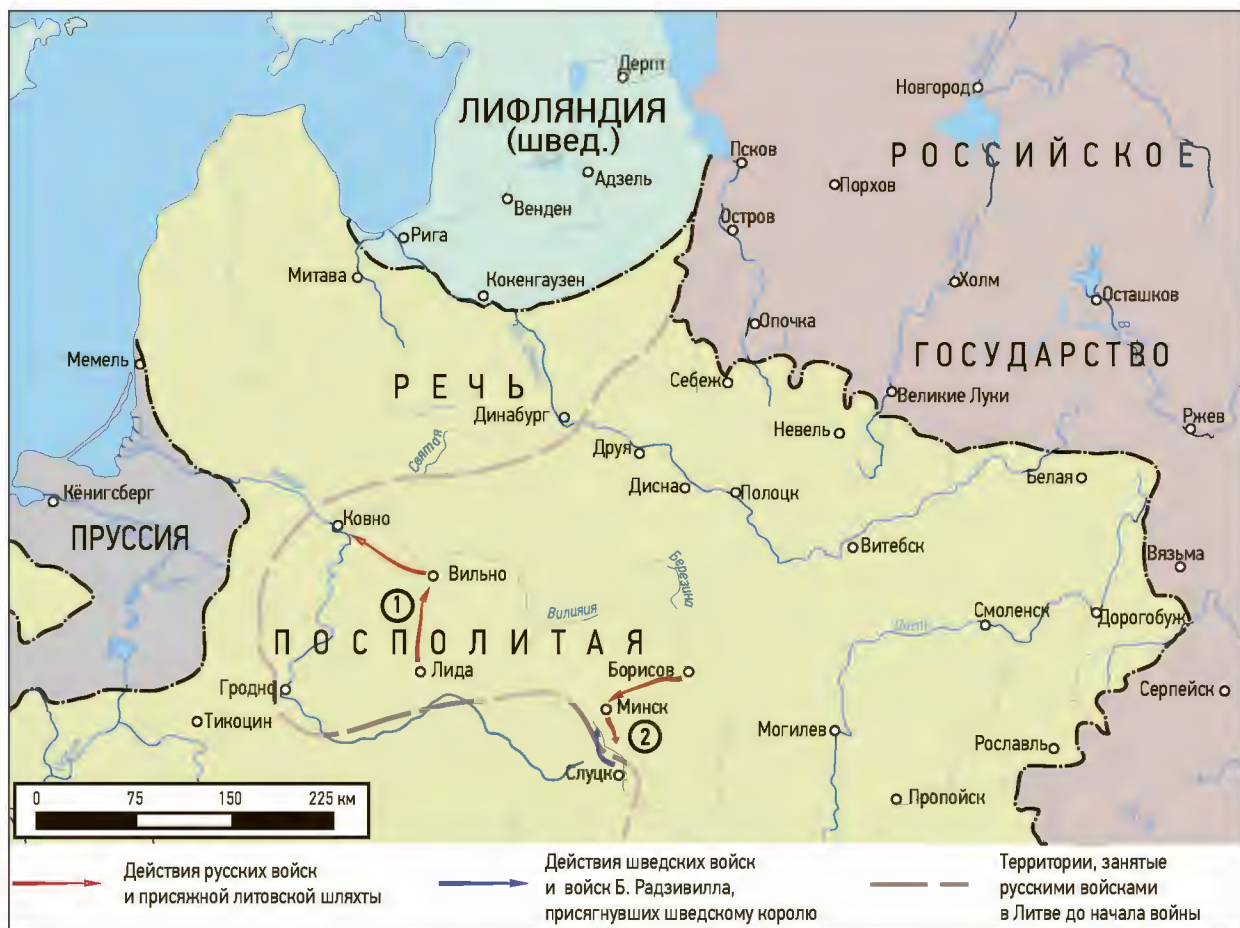 Дерпт
ЛИФЛЯНДИЯ
(швед.)
Новгород
РОССИЙСКОЕ
Псков
Адзель
Порхов
Венден
Остров
Рига
Митава
Кокенгаузен
Холм
Осташков
Опочка
ГОСУДАРСТВО
Мемель
РЕЧЬ
Себеж
Великие Луки
Динабург
Невель
Ржев
Святая
Друя
Дисна
Полоцк
Белая
Кёнигсберг
ПРУССИЯ
Ковно
Витебск
Вязьма
Вильно
Березина
1
Вилияия
Смоленск
Дорогобуж
ПОСПОЛИТАЯ
Лида
Борисов
Гродно
Минск
Серпейск
Тикоцин
2
Могилев
Рославль
Слуцк
Пропойск
0 75 150 225 км
Действия русских войск
и присяжной литовской шляхты
Действия шведских войск
и войск Б. Радзивилла,
присягнувших шведскому королю
Территории, занятые
русскими войсками
в Литве до начала войны